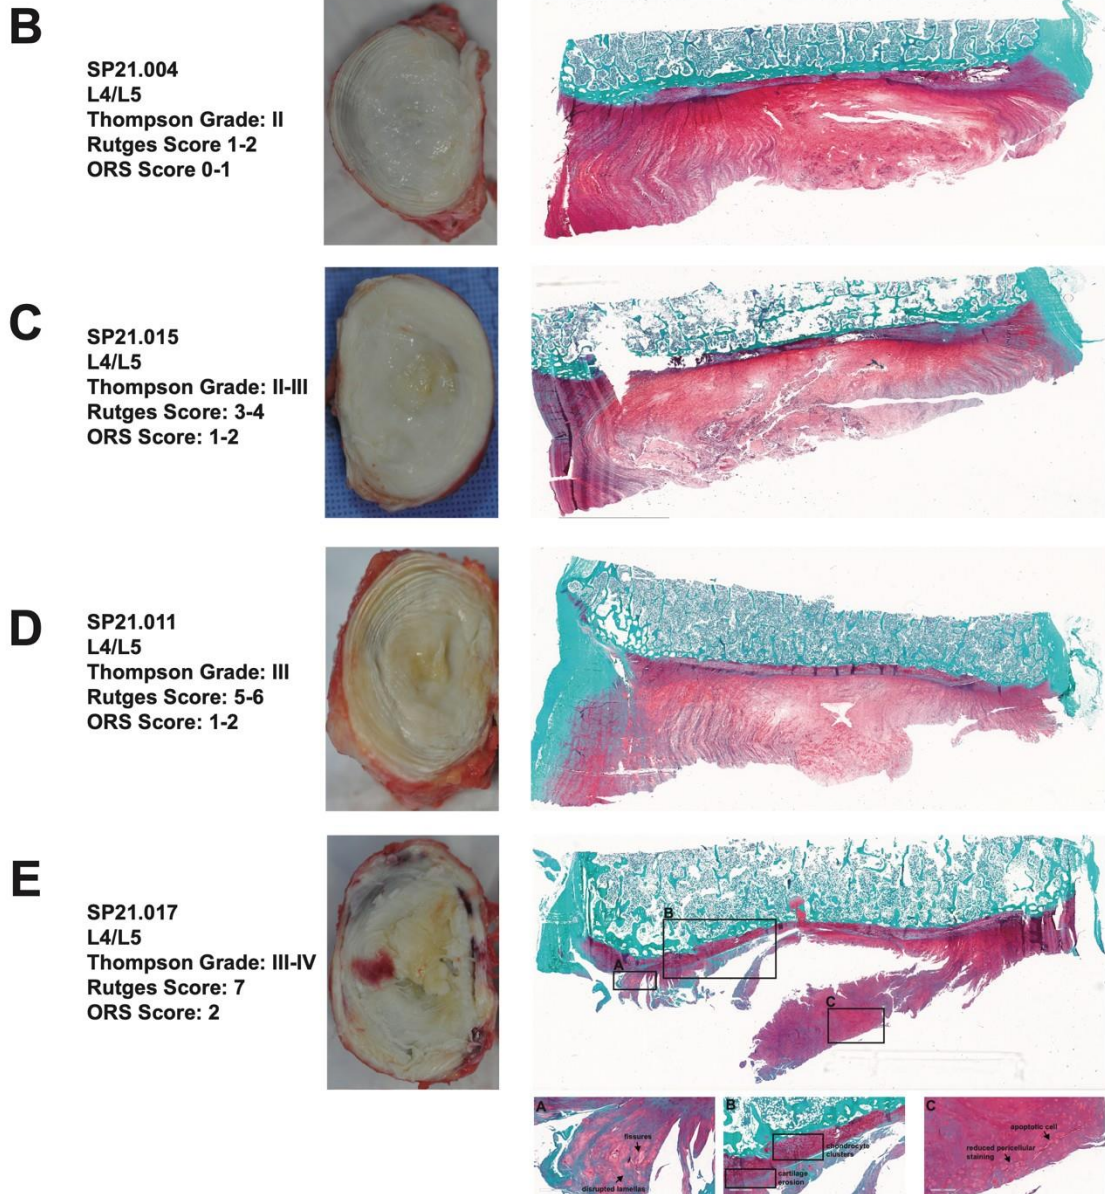 B
SP21.004
L4/L5
Thompson Grade: II
Rutges Score 1-2
ORS Score 0-1
C
SP21.015
L4/L5
Thompson Grade: II-III
Rutges Score: 3-4
ORS Score: 1-2
D
SP21.011
L4/L5
Thompson Grade: III
Rutges Score: 5-6
ORS Score: 1-2
E
SP21.017
L4/L5
Thompson Grade: III-IV
Rutges Score: 7
ORS Score: 2
B
A
C
A
fissures
disrupted lamellae
B
chondrocyte
clusters
cartilage
erosion
C
apoptotic cell
reduced pericellular
staining